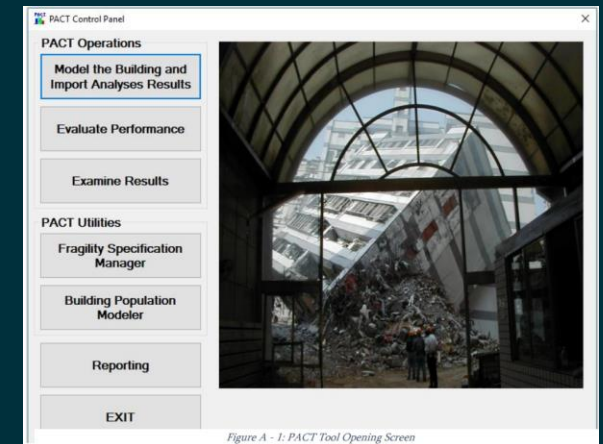 PACT PACT Control Panel
PACT Operations
Model the Building and
Import Analyses Results
Evaluate Performance
Examine Results
PACT Utilities
Fragility Specification
Manager
Building Population
Modeler
Reporting
EXIT
Figure A - 1: PACT Tool Opening Screen